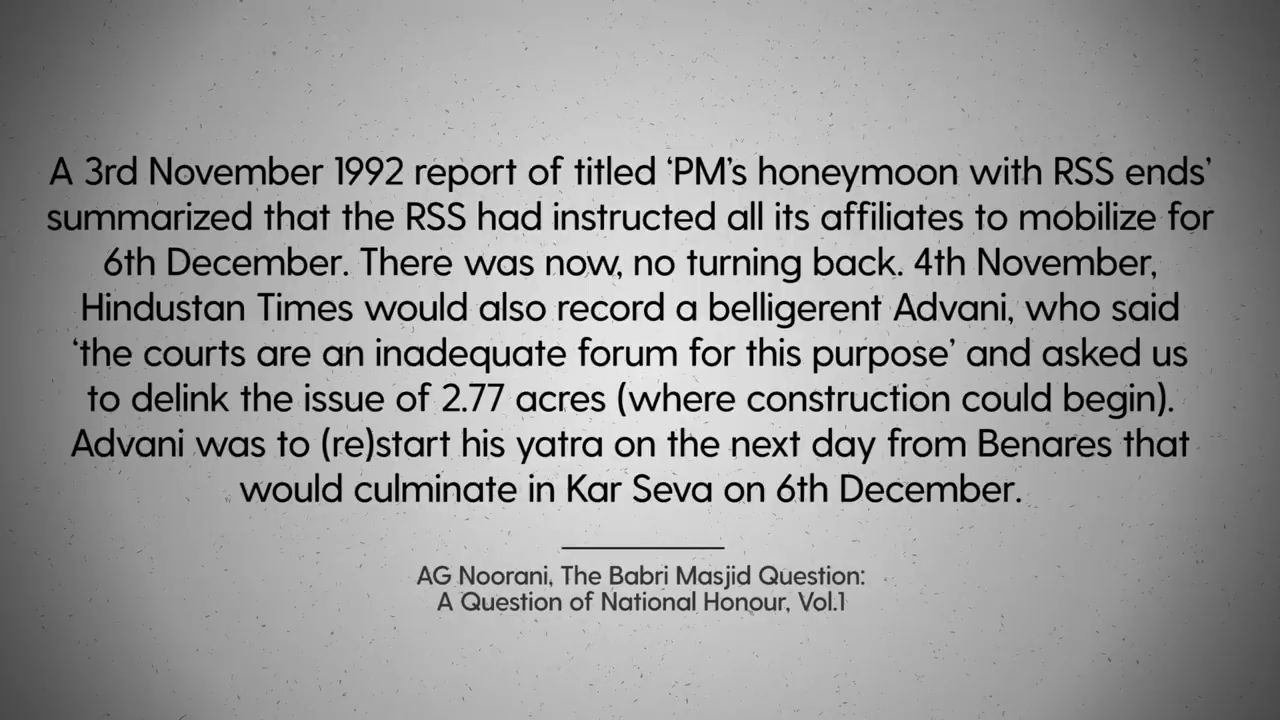 A 3rd November 1992 report of titled ‘PM’s honeymoon with RSS ends’
summarized that the RSS had instructed all its affiliates to mobilize for
6th December. There was now, no turning back. 4th November,
Hindustan Times would also record a belligerent Advani, who said
‘the courts are an inadequate forum for this purpose’ and asked us
to delink the issue of 2.77 acres (where construction could begin).
Advani was to (re)start his yatra on the next day from Benares that
would culminate in Kar Seva on 6th December.
AG Noorani, The Babri Masjid Question:
A Question of National Honour, Vol.1